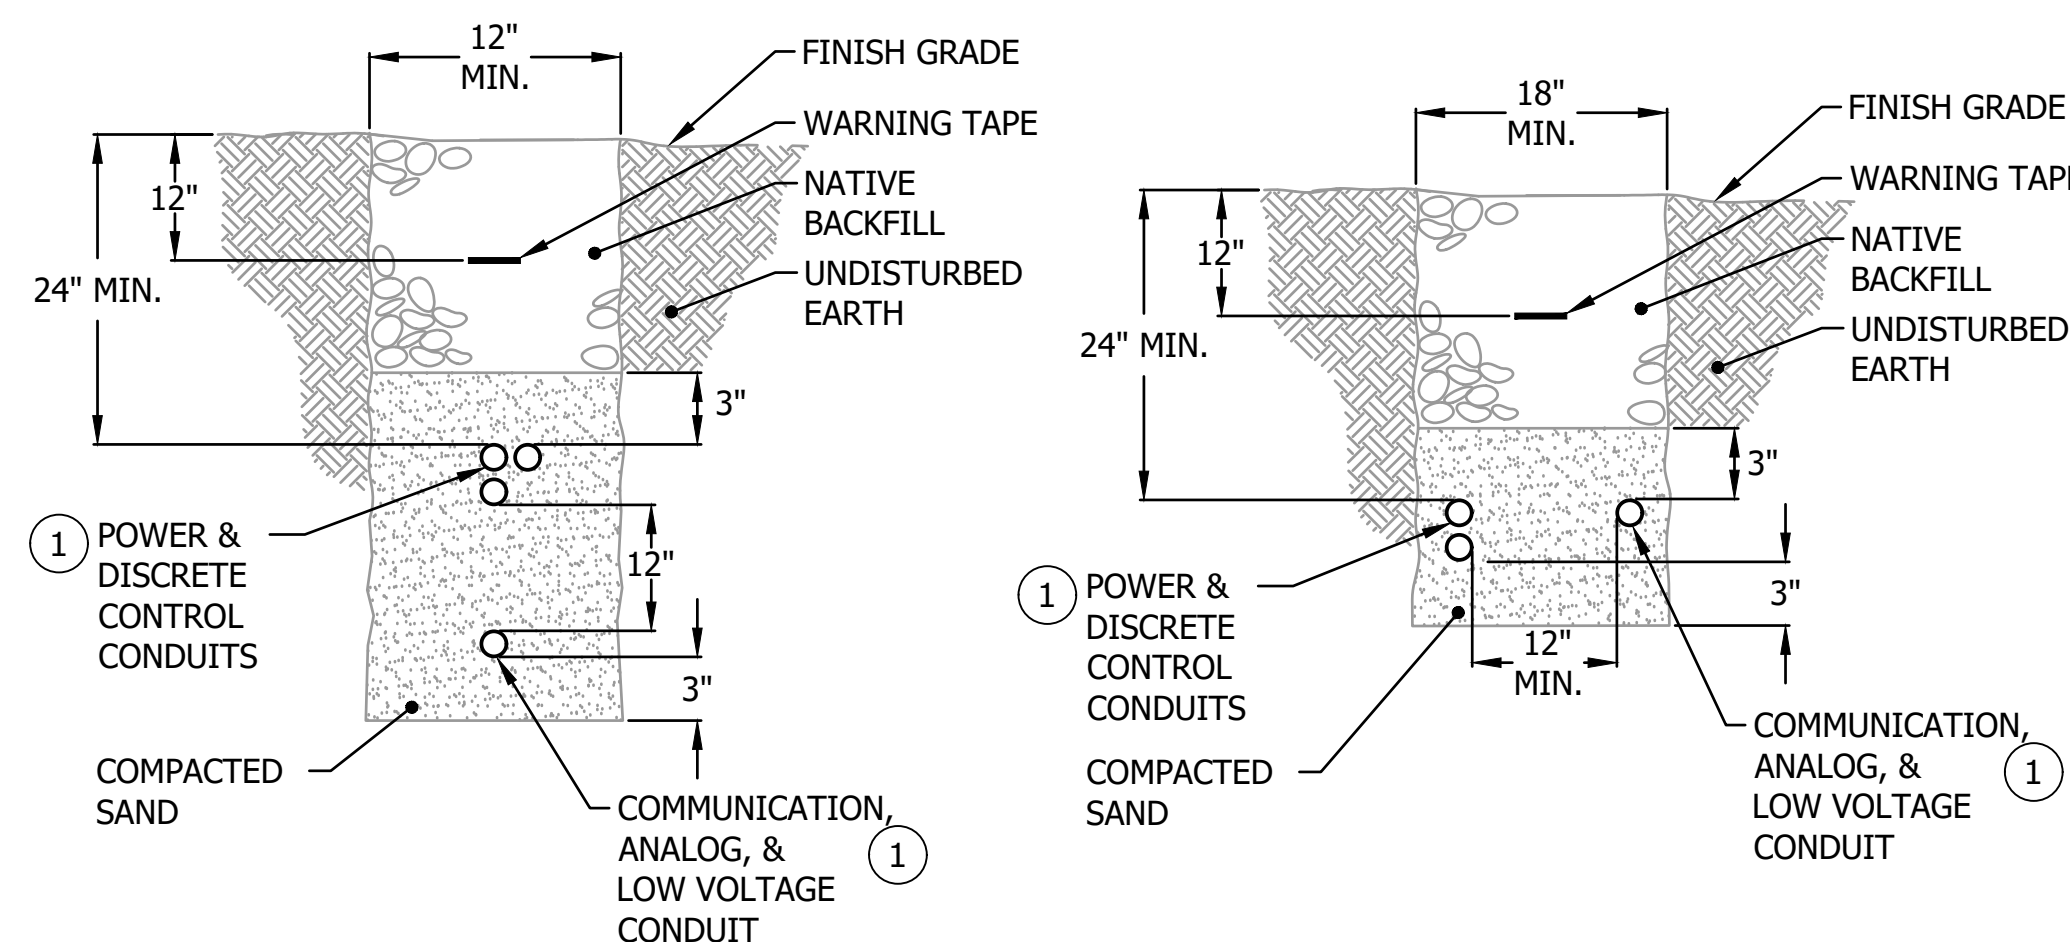 12"
MIN.
FINISH GRADE
WARNING TAPE
12"
NATIVE
BACKFILL
24" MIN.
UNDISTURBED
EARTH
3"
1
POWER &
DISCRETE
CONTROL
CONDUITS
12"
3"
COMPACTED
SAND
COMMUNICATION,
ANALOG, &
LOW VOLTAGE
CONDUIT
1
18"
MIN.
FINISH GRADE
WARNING TAPE
12"
NATIVE
BACKFILL
24" MIN.
UNDISTURBED
EARTH
3"
1
POWER &
DISCRETE
CONTROL
CONDUITS
3"
12"
MIN.
COMPACTED
SAND
COMMUNICATION,
ANALOG, &
LOW VOLTAGE
CONDUIT
1